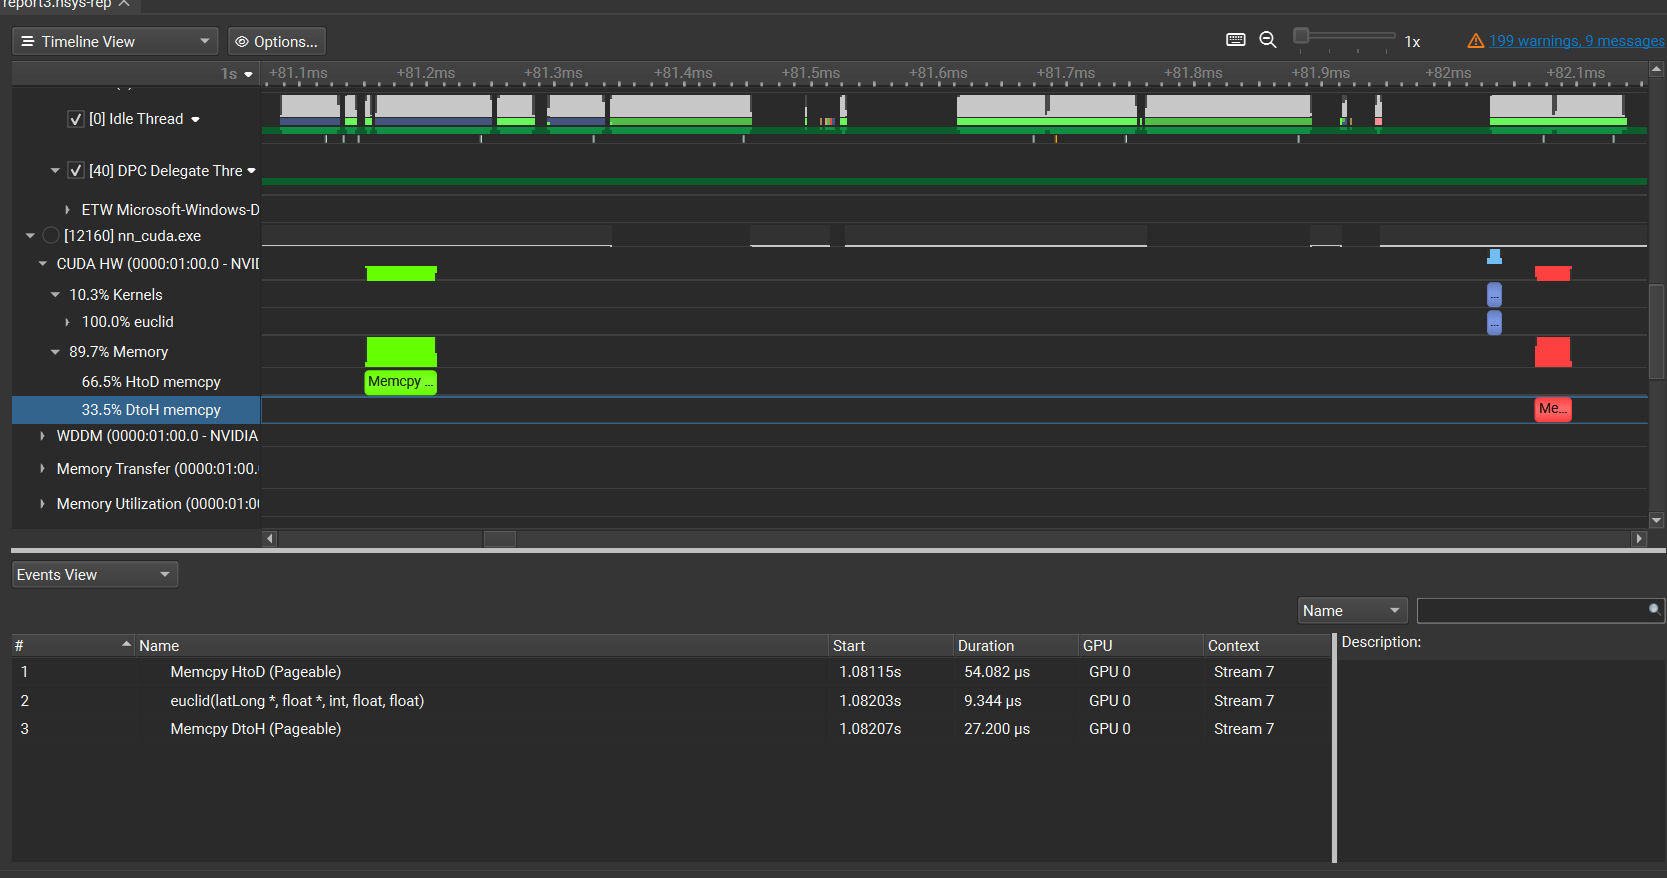 report3.nsys-rep
Timeline View
Options...
1x
199 warnings, 9 messages
1s
+81.1ms +81.2ms +81.3ms +81.4ms +81.5ms +81.6ms +81.7ms +81.8ms +81.9ms +82ms +82.1ms
[0] Idle Thread
[40] DPC Delegate Thre
ETW Microsoft-Windows-D
[12160] nn_cuda.exe
CUDA HW (0000:01:00.0 - NVID
10.3% Kernels
...
100.0% euclid
...
89.7% Memory
66.5% HtoD memcpy
Memcpy ...
33.5% DtoH memcpy
Me...
WDDM (0000:01:00.0 - NVIDIA
Memory Transfer (0000:01:00.
Memory Utilization (0000:01:00
Events View
Name
# Name Start Duration GPU Context
Description:
1 Memcpy HtoD (Pageable) 1.08115s 54.082 μs GPU 0 Stream 7
2 euclid(latLong *, float *, int, float, float) 1.08203s 9.344 μs GPU 0 Stream 7
3 Memcpy DtoH (Pageable) 1.08207s 27.200 μs GPU 0 Stream 7